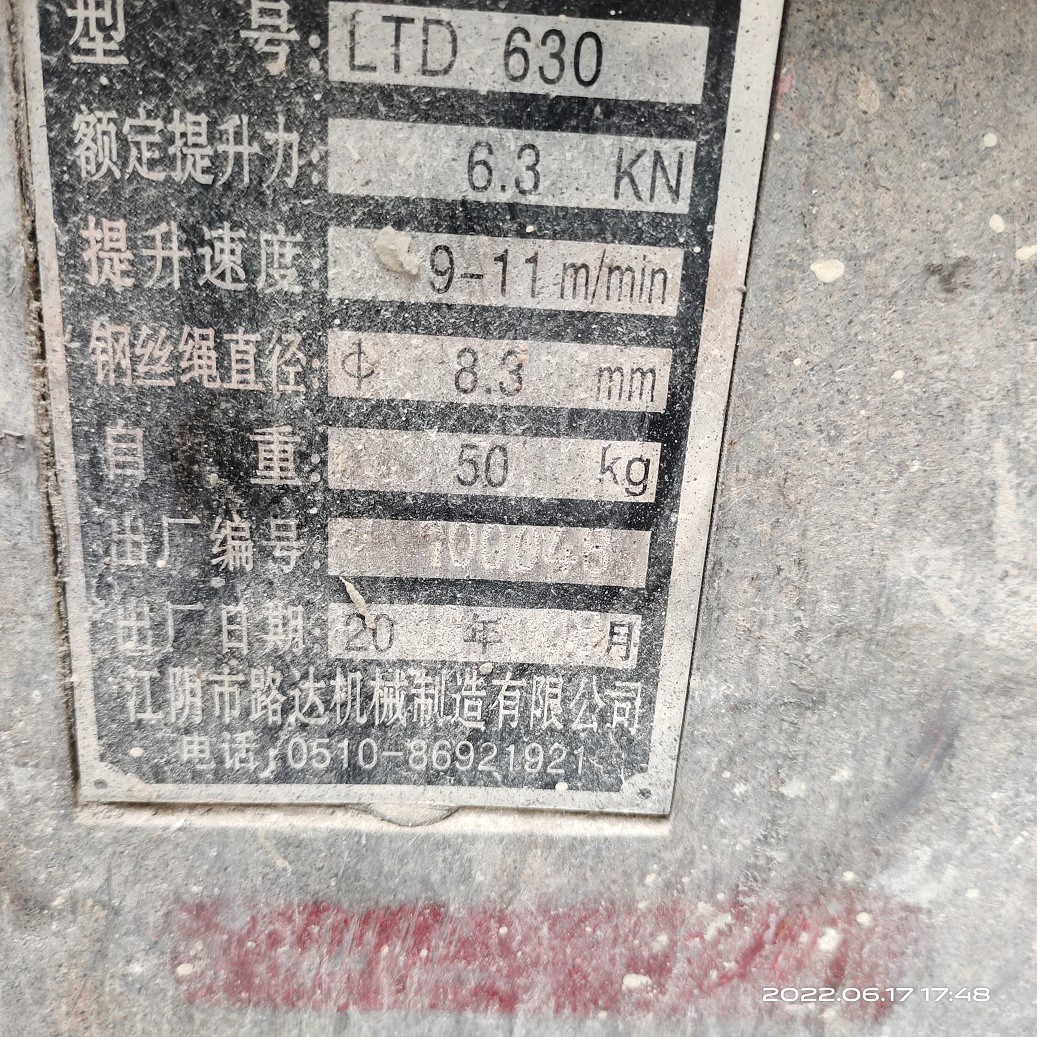 型 号: LTD 630
额定提升力: 6.3 KN
提升速度: 9-11 m/min
钢丝绳直径: Φ 8.3 mm
自 重: 50 kg
出厂编号:
出厂日期: 20 年 月
江阴市路达机械制造有限公司
电话: 0510-86921921
2022.06.17 17:48